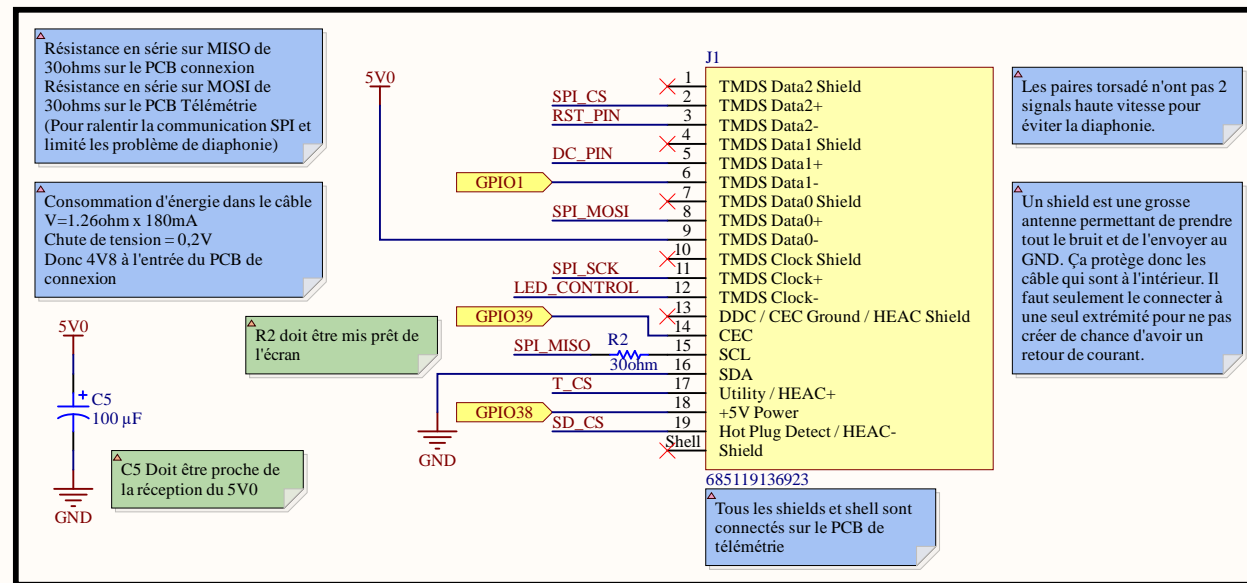 Résistance en série sur MISO de
30ohms sur le PCB connexion
Résistance en série sur MOSI de
30ohms sur le PCB Télémétrie
(Pour ralentir la communication SPI et
limité les problème de diaphonie)
Consommation d'énergie dans le câble
V=1.26ohm x 180mA
Chute de tension = 0,2V
Donc 4V8 à l'entrée du PCB de
connexion
5V0
C5
100 µF
GND
C5 Doit être proche de
la réception du 5V0
R2 doit être mis prêt de
l'écran
5V0
GND
J1
1 TMDS Data2 Shield
SPI_CS 2 TMDS Data2+
RST_PIN 3 TMDS Data2-
4 TMDS Data1 Shield
DC_PIN 5 TMDS Data1+
GPIO1 6 TMDS Data1-
7 TMDS Data0 Shield
SPI_MOSI 8 TMDS Data0+
9 TMDS Data0-
10 TMDS Clock Shield
SPI_SCK 11 TMDS Clock+
LED_CONTROL 12 TMDS Clock-
13 DDC / CEC Ground / HEAC Shield
GPIO39 14 CEC
SPI_MISO R2 30ohm 15 SCL
16 SDA
T_CS 17 Utility / HEAC+
GPIO38 18 +5V Power
SD_CS 19 Hot Plug Detect / HEAC-
Shell Shield
685119136923
Tous les shields et shell sont
connectés sur le PCB de
télémétrie
Les paires torsadé n'ont pas 2
signals haute vitesse pour
éviter la diaphonie.
Un shield est une grosse
antenne permettant de prendre
tout le bruit et de l'envoyer au
GND. Ça protège donc les
câble qui sont à l'intérieur. Il
faut seulement le connecter à
une seul extrémité pour ne pas
créer de chance d'avoir un
retour de courant.